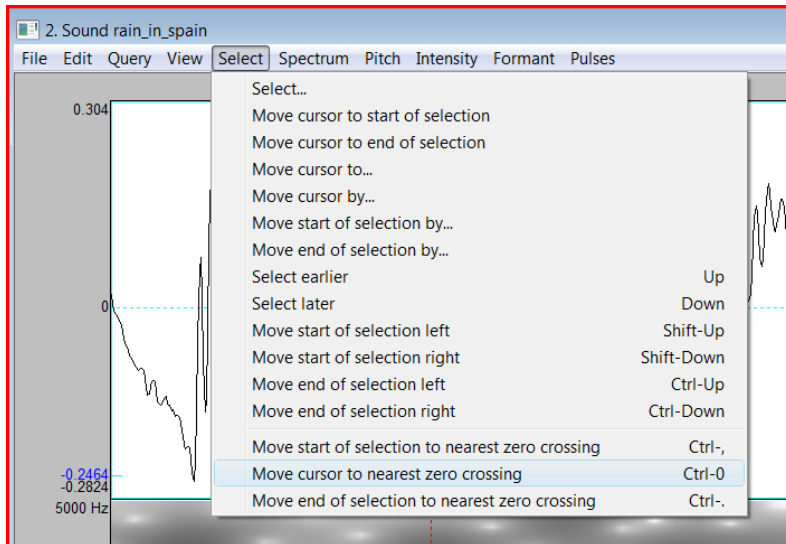 2. Sound rain_in_spain
File Edit Query View Select Spectrum Pitch Intensity Formant Pulses
Select...
Move cursor to start of selection
Move cursor to end of selection
Move cursor to...
Move cursor by...
Move start of selection by...
Move end of selection by...
Select earlier Up
Select later Down
Move start of selection left Shift-Up
Move start of selection right Shift-Down
Move end of selection left Ctrl-Up
Move end of selection right Ctrl-Down
Move start of selection to nearest zero crossing Ctrl-,
Move cursor to nearest zero crossing Ctrl-0
Move end of selection to nearest zero crossing Ctrl-.
0.304
0
-0.2464
-0.2824
5000 Hz